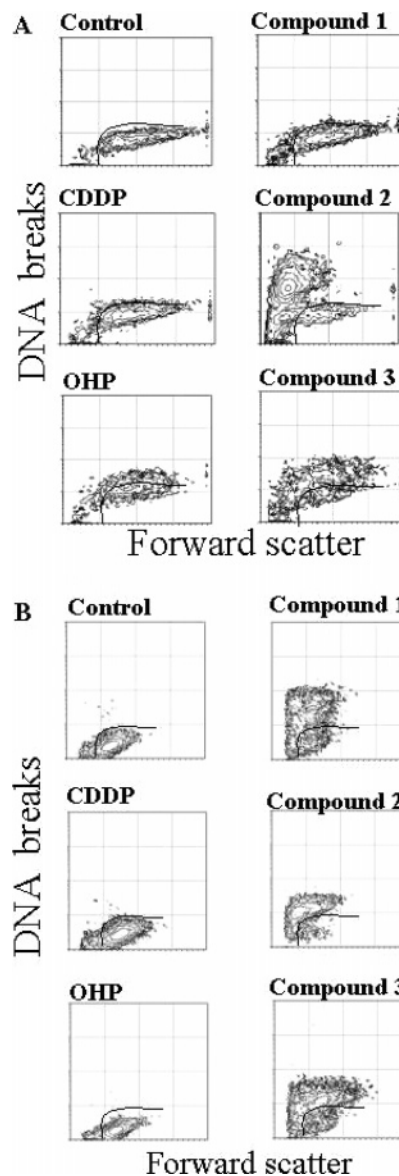 A
Control
Compound 1
CDDP
Compound 2
OHP
Compound 3
DNA breaks
Forward scatter
B
Control
Compound 1
CDDP
Compound 2
OHP
Compound 3
DNA breaks
Forward scatter